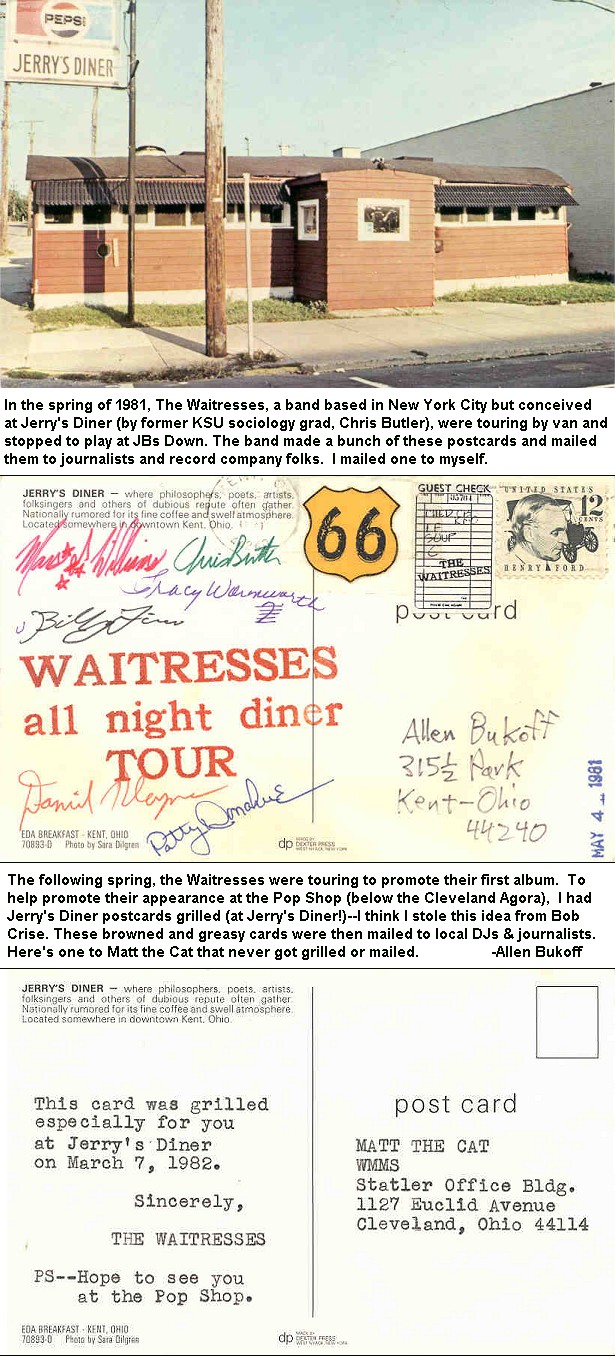 PEPSI
JERRY'S DINER
In the spring of 1981, The Waitresses, a band based in New York City but conceived
at Jerry's Diner (by former KSU sociology grad, Chris Butler), were touring by van and
stopped to play at JBs Down. The band made a bunch of these postcards and mailed
them to journalists and record company folks. I mailed one to myself.
JERRY'S DINER — where philosophers, poets, artists,
folksingers and others of dubious repute often gather.
Nationally rumored for its fine coffee and swell atmosphere.
Located somewhere in downtown Kent, Ohio.
66
GUEST CHECK
SOUP
THE
WAITRESSES
UNITED STATES
12
CENTS
HENRY FORD
post card
Mars Williams
Chris Butler
Tracy Wormworth
Billy Ficca
WAITRESSES
all night diner
TOUR
Patty Donahue
Allen Bukoff
315½ Park
Kent-Ohio
44240
MAY 4 1981
EDA BREAKFAST - KENT, OHIO
70893-D Photo by Sara Dilgren
dp MADE BY
DEXTER PRESS
WEST NYACK, NEW YORK
The following spring, the Waitresses were touring to promote their first album. To
help promote their appearance at the Pop Shop (below the Cleveland Agora), I had
Jerry's Diner postcards grilled (at Jerry's Diner!)--I think I stole this idea from Bob
Crise. These browned and greasy cards were then mailed to local DJs & journalists.
Here's one to Matt the Cat that never got grilled or mailed. -Allen Bukoff
JERRY'S DINER — where philosophers, poets, artists,
folksingers and others of dubious repute often gather.
Nationally rumored for its fine coffee and swell atmosphere.
Located somewhere in downtown Kent, Ohio.
This card was grilled
especially for you
at Jerry's Diner
on March 7, 1982.
Sincerely,
THE WAITRESSES
PS--Hope to see you
at the Pop Shop.
post card
MATT THE CAT
WMMS
Statler Office Bldg.
1127 Euclid Avenue
Cleveland, Ohio 44114
EDA BREAKFAST - KENT, OHIO
70893-D Photo by Sara Dilgren
dp MADE BY
DEXTER PRESS
WEST NYACK, NEW YORK